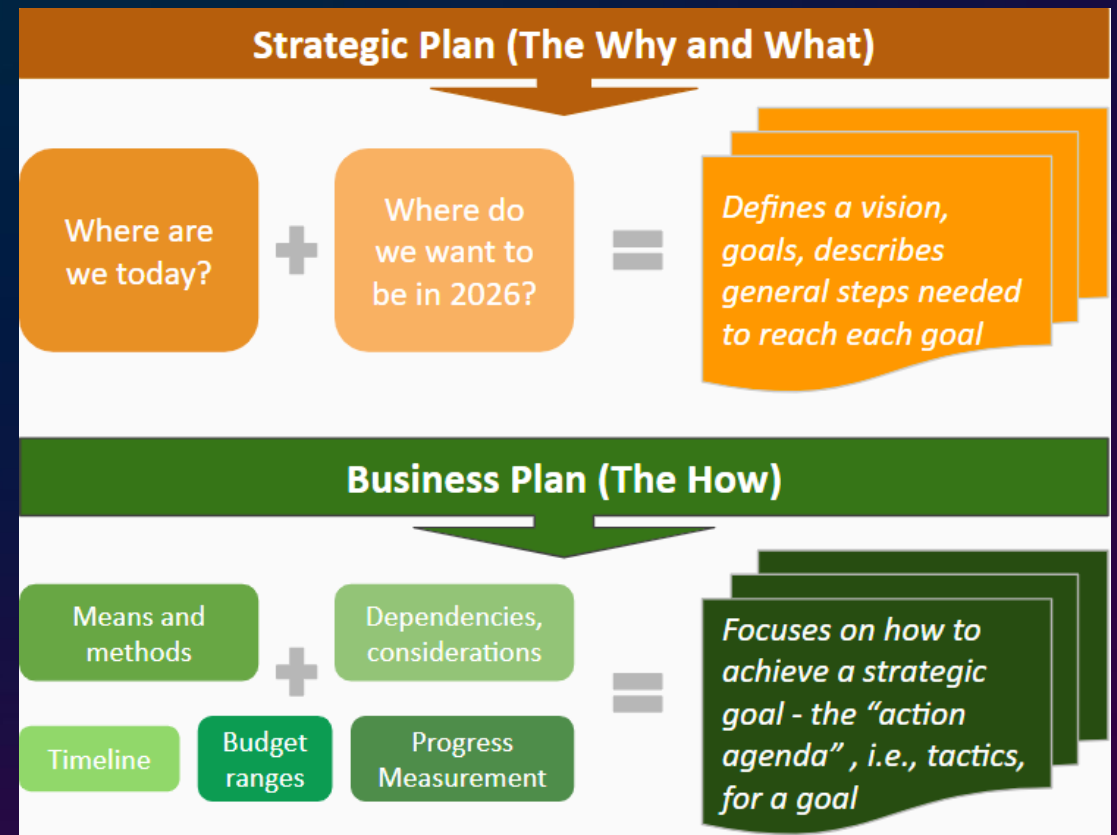 Strategic Plan (The Why and What)
Where are
we today?
Where do
we want to
be in 2026?
Defines a vision,
goals, describes
general steps needed
to reach each goal
Business Plan (The How)
Means and
methods
Dependencies,
considerations
Timeline
Budget
ranges
Progress
Measurement
Focuses on how to
achieve a strategic
goal - the “action
agenda” , i.e., tactics,
for a goal